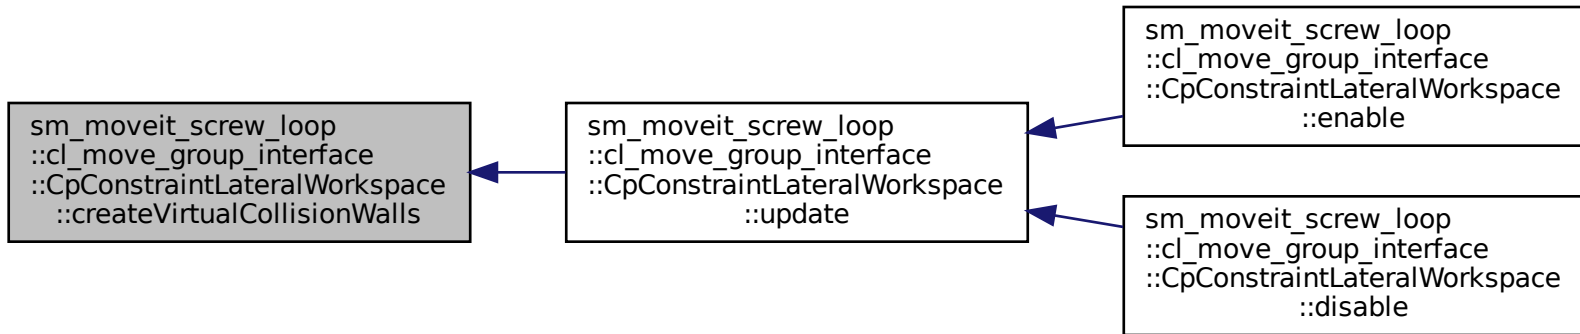 sm_moveit_screw_loop
::cl_move_group_interface
::CpConstraintLateralWorkspace
::createVirtualCollisionWalls
sm_moveit_screw_loop
::cl_move_group_interface
::CpConstraintLateralWorkspace
::update
sm_moveit_screw_loop
::cl_move_group_interface
::CpConstraintLateralWorkspace
::enable
sm_moveit_screw_loop
::cl_move_group_interface
::CpConstraintLateralWorkspace
::disable